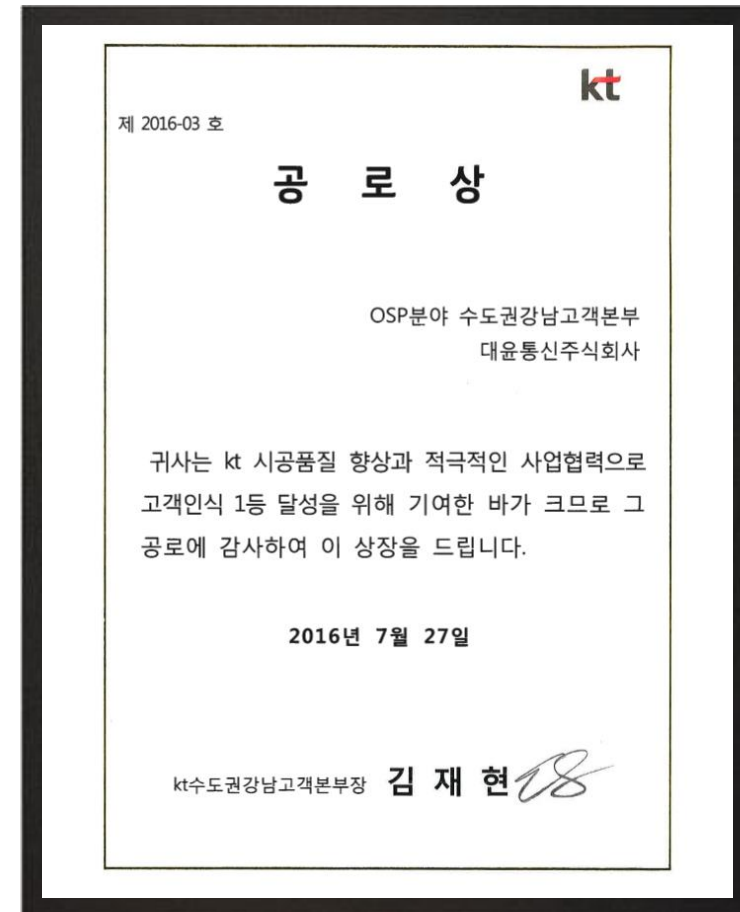 kt
제 2016-03 호
공 로 상
OSP분야 수도권강남고객본부
대윤통신주식회사
귀사는 kt 시공품질 향상과 적극적인 사업협력으로
고객인식 1등 달성을 위해 기여한 바가 크므로 그
공로에 감사하여 이 상장을 드립니다.
2016년 7월 27일
kt수도권강남고객본부장 김 재 현